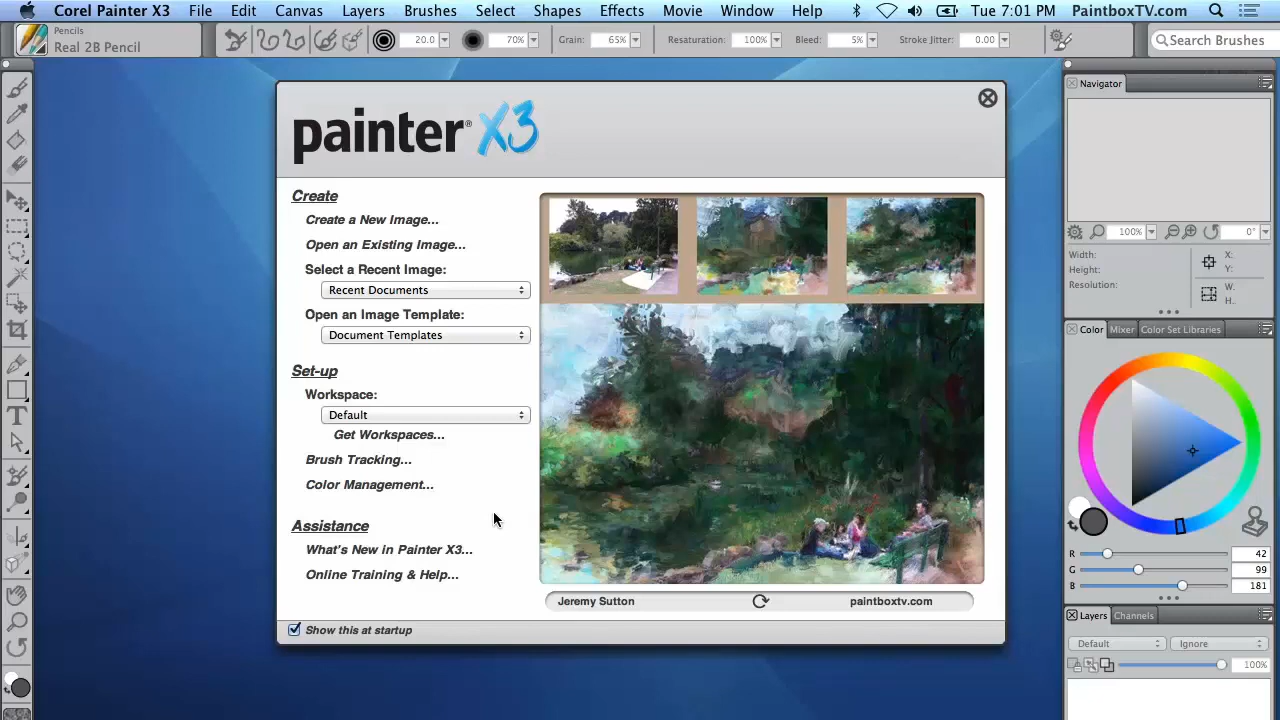 Corel Painter X3 File Edit Canvas Layers Brushes Select Shapes Effects Movie Window Help Tue 7:01 PM PaintboxTV.com
Pencils
Real 2B Pencil
20.0 70% Grain: 65% Resaturation: 100% Bleed: 5% Stroke Jitter: 0.00 Search Brushes
painter® X3
Create
Create a New Image...
Open an Existing Image...
Select a Recent Image:
Recent Documents
Open an Image Template:
Document Templates
Set-up
Workspace:
Default
Get Workspaces...
Brush Tracking...
Color Management...
Assistance
What's New in Painter X3...
Online Training & Help...
Jeremy Sutton paintboxtv.com
Show this at startup
Navigator
100% 0°
Width:
Height:
Resolution:
X:
Y:
W.
H.
Color Mixer Color Set Libraries
R 42
G 99
B 181
Layers Channels
Default Ignore
100%
T